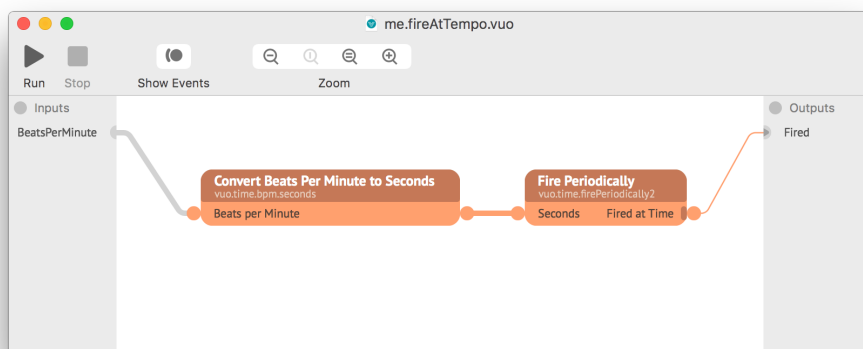 me.fireAtTempo.vuo
Run
Stop
Show Events
Zoom
Inputs
Outputs
BeatsPerMinute
Fired
Convert Beats Per Minute to Seconds
vuo.time.bpm.seconds
Beats per Minute
Fire Periodically
vuo.time.firePeriodically2
Seconds Fired at Time